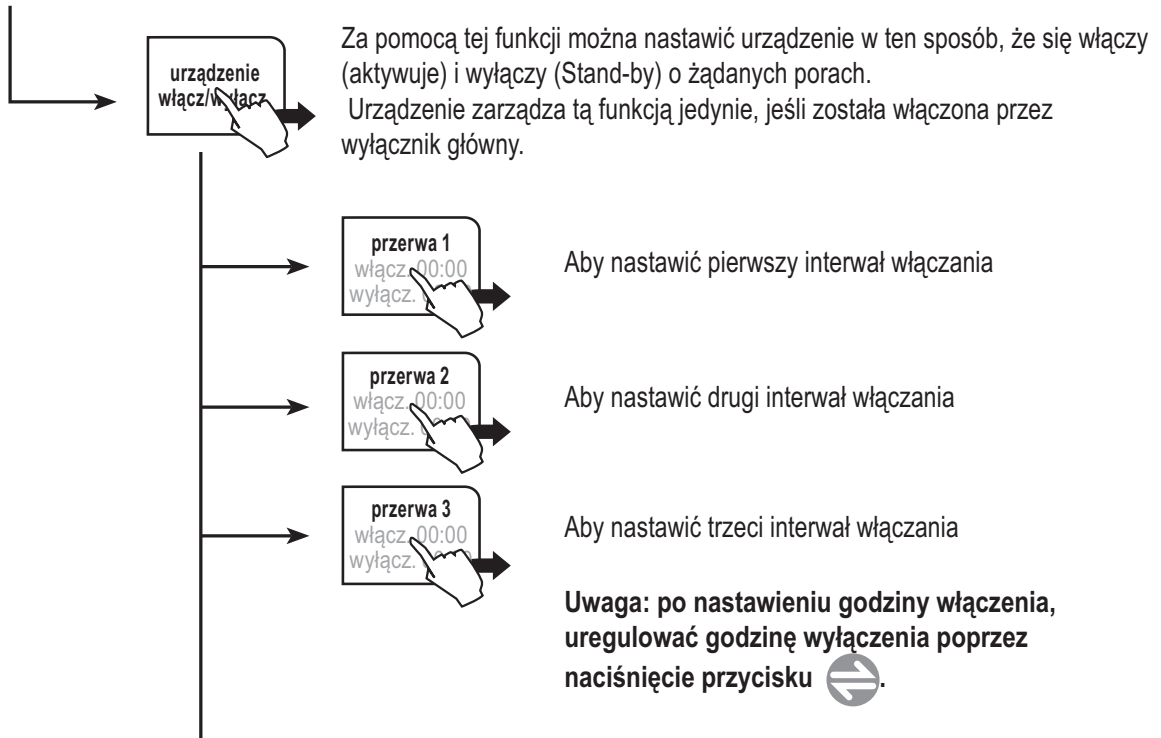 Za pomocą tej funkcji można nastawić urządzenie w ten sposób, że się włączy
(aktywuje) i wyłączy (Stand-by) o żądanych porach.
Urządzenie zarządza tą funkcją jedynie, jeśli została włączona przez
wyłącznik główny.
urządzenie
włącz/wyłącz
przerwa 1
włącz. 00:00
wyłącz.
Aby nastawić pierwszy interwał włączania
przerwa 2
włącz. 00:00
wyłącz.
Aby nastawić drugi interwał włączania
przerwa 3
włącz. 00:00
wyłącz.
Aby nastawić trzeci interwał włączania
Uwaga: po nastawieniu godziny włączenia,
uregulować godzinę wyłączenia poprzez
naciśnięcie przycisku .